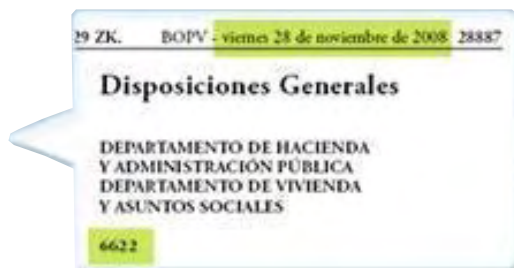 29 ZK. BOPV - viernes 28 de noviembre de 2008 28887
Disposiciones Generales
DEPARTAMENTO DE HACIENDA
Y ADMINISTRACIÓN PÚBLICA
DEPARTAMENTO DE VIVIENDA
Y ASUNTOS SOCIALES
6622